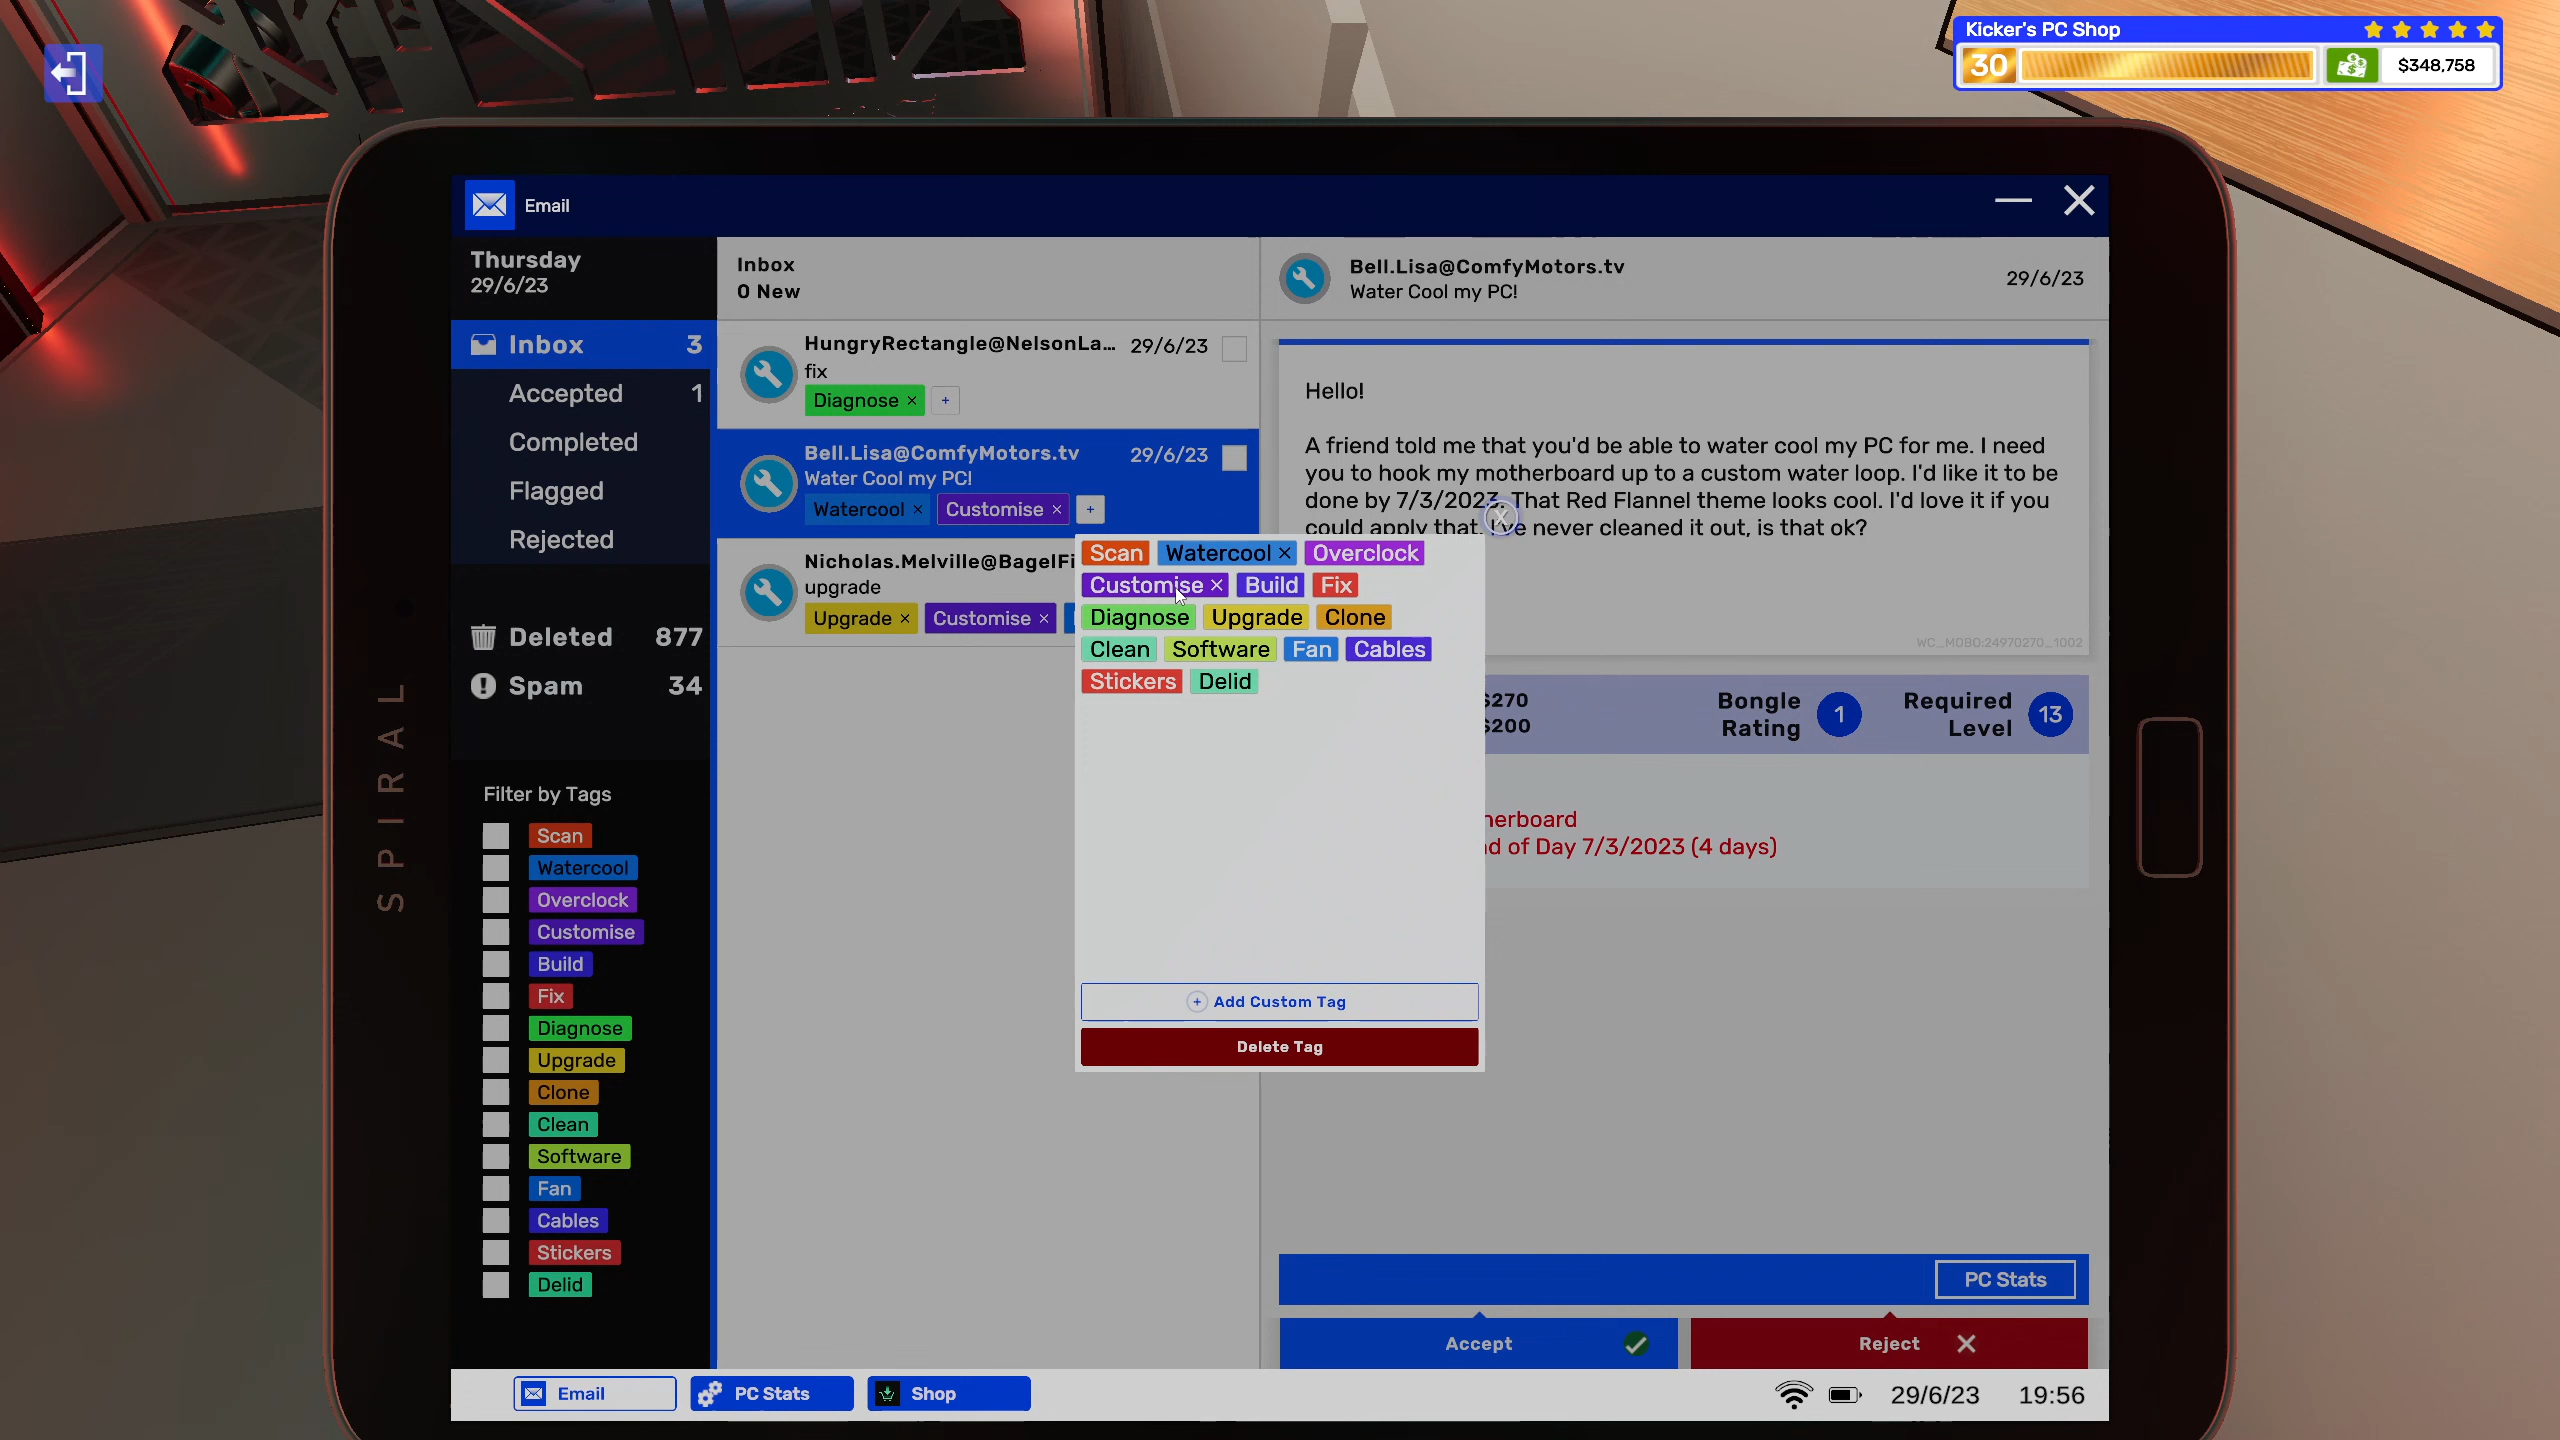 Kicker's PC Shop
30
$348,758
Email
Thursday
29/6/23
Inbox 3
Accepted 1
Completed
Flagged
Rejected
Deleted 877
Spam 34
Filter by Tags
Scan
Watercool
Overclock
Customise
Build
Fix
Diagnose
Upgrade
Clone
Clean
Software
Fan
Cables
Stickers
Delid
Inbox
0 New
HungryRectangle@NelsonLa... 29/6/23
fix
Diagnose × +
Bell.Lisa@ComfyMotors.tv 29/6/23
Water Cool my PC!
Watercool × Customise × +
Nicholas.Melville@BagelFi
upgrade
Upgrade × Customise ×
Scan Watercool × Overclock
Customise × Build Fix
Diagnose Upgrade Clone
Clean Software Fan Cables
Stickers Delid
+ Add Custom Tag
Delete Tag
Bell.Lisa@ComfyMotors.tv
Water Cool my PC!
29/6/23
Hello!
A friend told me that you'd be able to water cool my PC for me. I need
you to hook my motherboard up to a custom water loop. I'd like it to be
done by 7/3/2023. That Red Flannel theme looks cool. I'd love it if you
could apply that. I've never cleaned it out, is that ok?
X
WC_MOBO:24970270_1002
$270
$200
Bongle
Rating
1
Required
Level
13
herboard
nd of Day 7/3/2023 (4 days)
PC Stats
Accept
Reject
SPIRAL
Email
PC Stats
Shop
29/6/23
19:56